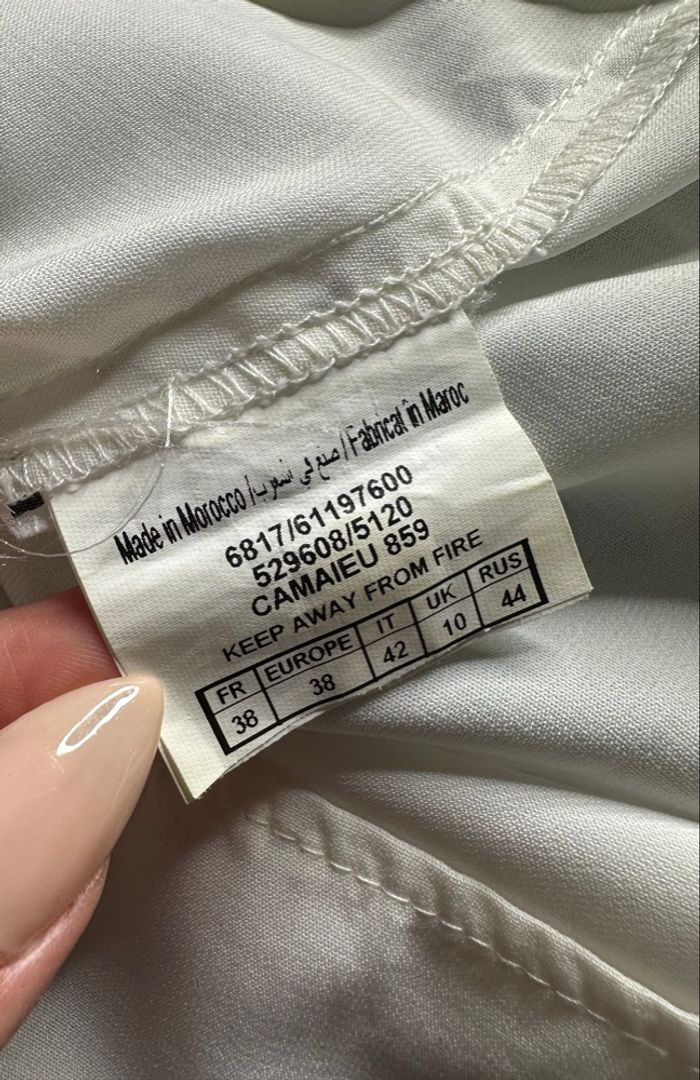 Made in Morocco / صنع في / Fabricat în Maroc
6817/61197600
529608/5120
CAMAIEU 859
KEEP AWAY FROM FIRE
FR EUROPE IT UK RUS
38 38 42 10 44